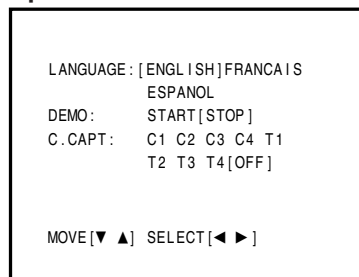 LANGUAGE:[ENGLISH]FRANCAIS
ESPANOL
DEMO: START[STOP]
C.CAPT: C1 C2 C3 C4 T1
T2 T3 T4[OFF]
MOVE[▼ ▲] SELECT[◀ ▶]